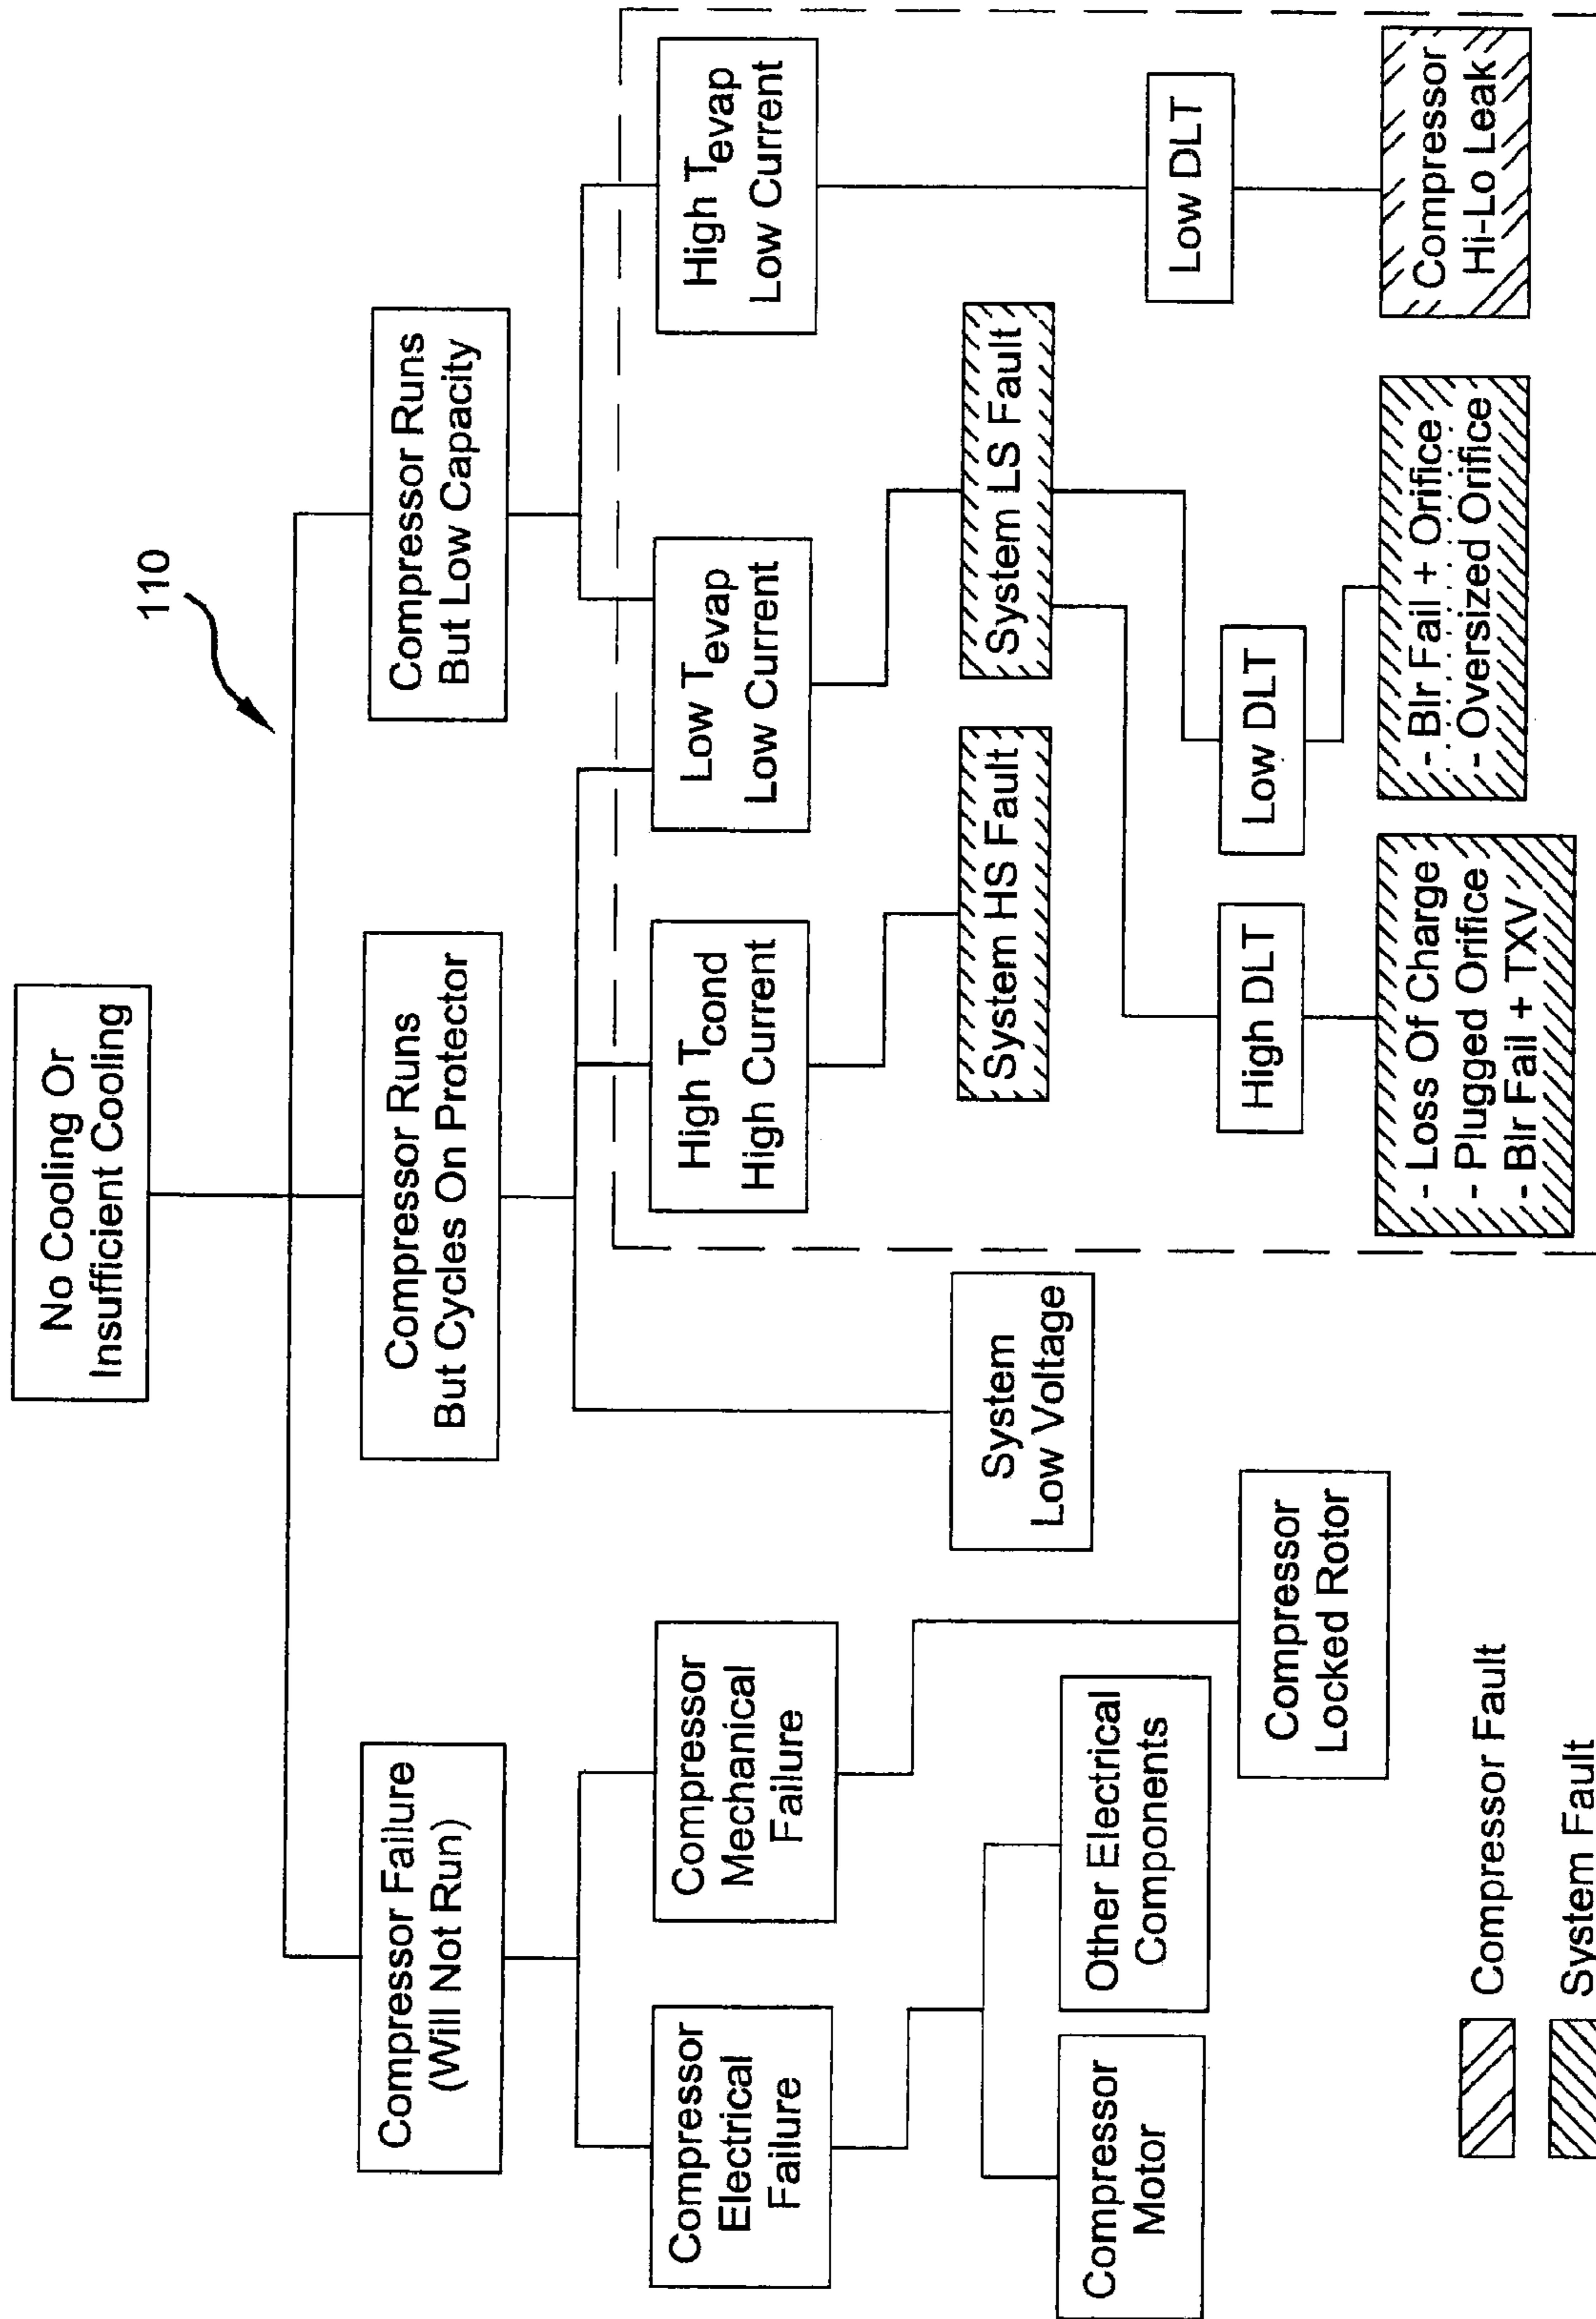 110
No Cooling Or
Insufficient Cooling
Compressor Failure
(Will Not Run)
Compressor Runs
But Cycles On Protector
Compressor Runs
But Low Capacity
Compressor
Electrical
Failure
Compressor
Mechanical
Failure
High Tcond
High Current
Low Tevap
Low Current
High Tevap
Low Current
Compressor
Motor
Other Electrical
Components
System
Low Voltage
System HS Fault
System LS Fault
Compressor
Locked Rotor
High DLT
Low DLT
Low DLT
- Loss Of Charge
- Plugged Orifice
- Blr Fail + TXV
- Blr Fail + Orifice
- Oversized Orifice
Compressor
Hi-Lo Leak
Compressor Fault
System Fault